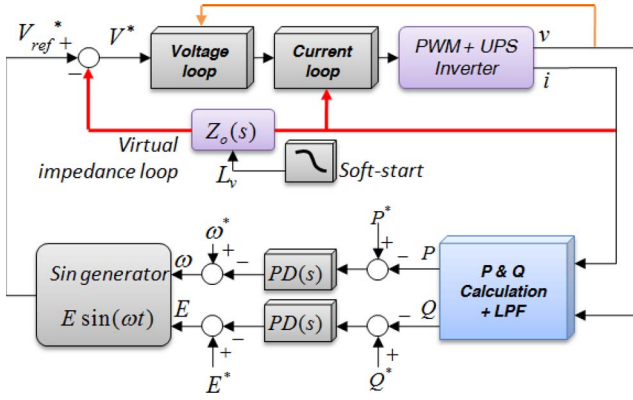 V_ref * + V*
−
Voltage
loop
Current
loop
PWM + UPS
Inverter
v
i
Virtual
impedance loop
Z_o(s)
L_v
Soft-start
Sin generator
E sin(ωt)
ω
ω*
+
−
PD(s)
P*
+
−
P
E
−
+
E*
PD(s)
−
+
Q*
Q
P & Q
Calculation
+ LPF